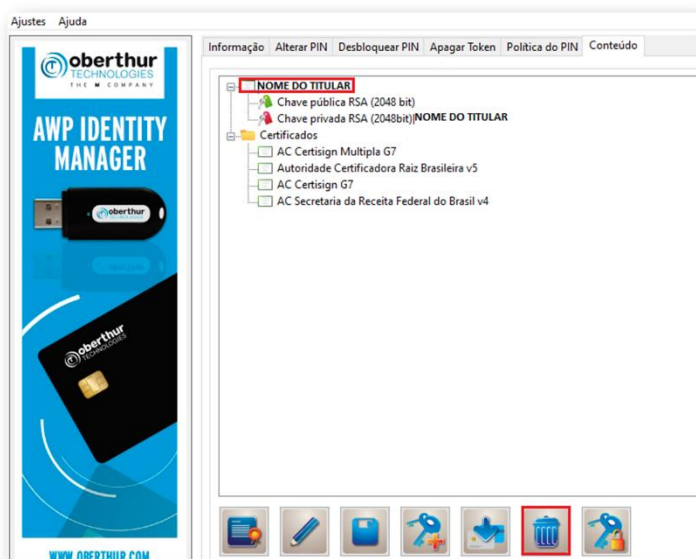 Ajustes Ajuda
oberthur
TECHNOLOGIES
THE M COMPANY
AWP IDENTITY
MANAGER
oberthur
oberthur
TECHNOLOGIES
WWW.OBERTHUR.COM
Informação Alterar PIN Desbloquear PIN Apagar Token Política do PIN Conteúdo
NOME DO TITULAR
Chave pública RSA (2048 bit)
Chave privada RSA (2048bit)|NOME DO TITULAR
Certificados
AC Certisign Multipla G7
Autoridade Certificadora Raiz Brasileira v5
AC Certisign G7
AC Secretaria da Receita Federal do Brasil v4